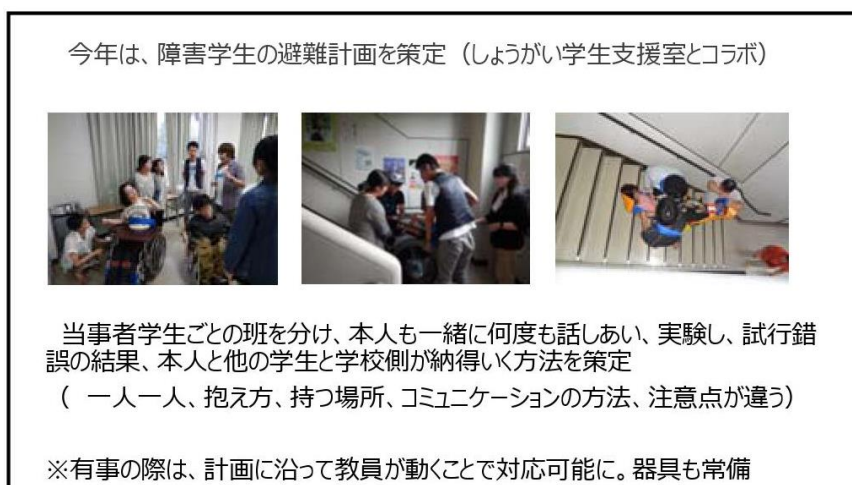 今年は、障害学生の避難計画を策定（しょうがい学生支援室とコラボ）
当事者学生ごとの班を分け、本人も一緒に何度も話しあい、実験し、試行錯
誤の結果、本人と他の学生と学校側が納得いく方法を策定
（ 一人一人、抱え方、持つ場所、コミュニケーションの方法、注意点が違う）
※有事の際は、計画に沿って教員が動くことで対応可能に。器具も常備